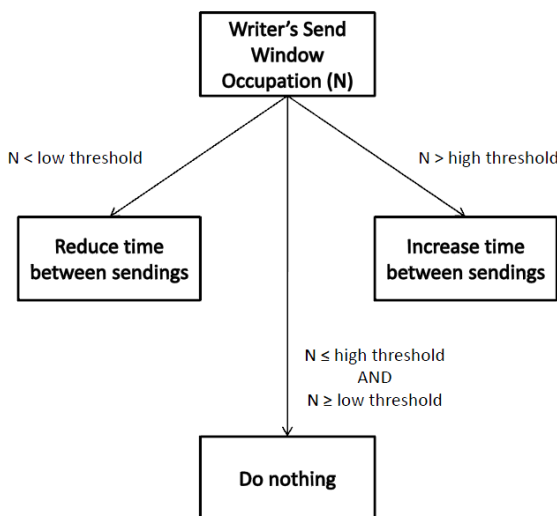 Writer’s Send
Window
Occupation (N)
N < low threshold
N > high threshold
Reduce time
between sendings
Increase time
between sendings
N ≤ high threshold
AND
N ≥ low threshold
Do nothing